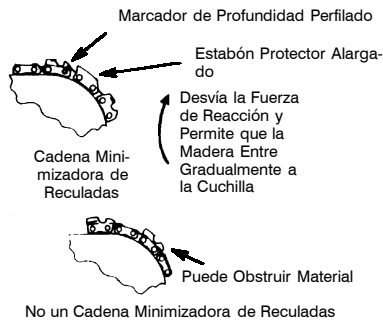 Marcador de Profundidad Perfilado
Estabón Protector Alarga-
do
Desvía la Fuerza
de Reacción y
Permite que la
Madera Entre
Gradualmente a
la Cuchilla
Cadena Mini-
mizadora de
Reculadas
Puede Obstruir Material
No un Cadena Minimizadora de Reculadas